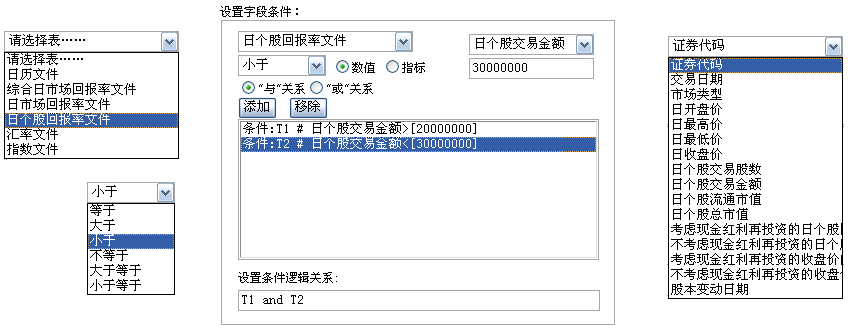 请选择表……
请选择表……
日历文件
综合日市场回报率文件
日市场回报率文件
日个股回报率文件
汇率文件
指数文件
小于
等于
大于
小于
不等于
大于等于
小于等于
设置字段条件：
日个股回报率文件 日个股交易金额
小于 数值 指标 30000000
“与”关系 “或”关系
添加 移除
条件:T1 # 日个股交易金额>[20000000]
条件:T2 # 日个股交易金额<[30000000]
设置条件逻辑关系:
T1 and T2
证券代码
证券代码
交易日期
市场类型
日开盘价
日最高价
日最低价
日收盘价
日个股交易股数
日个股交易金额
日个股流通市值
日个股总市值
考虑现金红利再投资的日个股
不考虑现金红利再投资的日个
考虑现金红利再投资的收盘价
不考虑现金红利再投资的收盘
股本变动日期